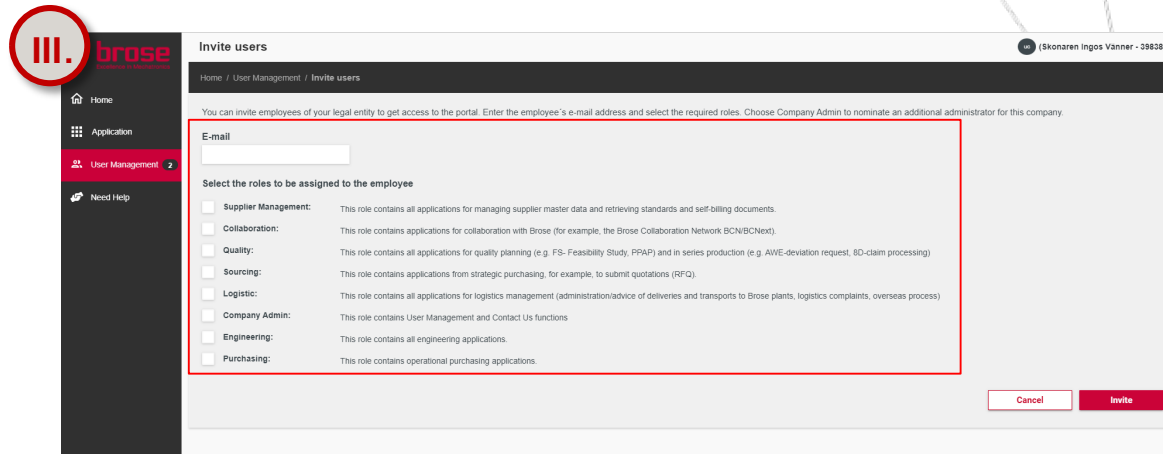 III.
brose
Invite users
(Skonaren Ingos Vänner - 39838
Home / User Management / Invite users
Home
Application
User Management 2
Need Help
You can invite employees of your legal entity to get access to the portal. Enter the employee´s e-mail address and select the required roles. Choose Company Admin to nominate an additional administrator for this company.
E-mail
Select the roles to be assigned to the employee
Supplier Management: This role contains all applications for managing supplier master data and retrieving standards and self-billing documents.
Collaboration: This role contains applications for collaboration with Brose (for example, the Brose Collaboration Network BCN/BCNext).
Quality: This role contains all applications for quality planning (e.g. FS- Feasibility Study, PPAP) and in series production (e.g. AWE-deviation request, 8D-claim processing)
Sourcing: This role contains applications from strategic purchasing, for example, to submit quotations (RFQ).
Logistic: This role contains all applications for logistics management (administration/advice of deliveries and transports to Brose plants, logistics complaints, overseas process)
Company Admin: This role contains User Management and Contact Us functions
Engineering: This role contains all engineering applications.
Purchasing: This role contains operational purchasing applications.
Cancel
Invite